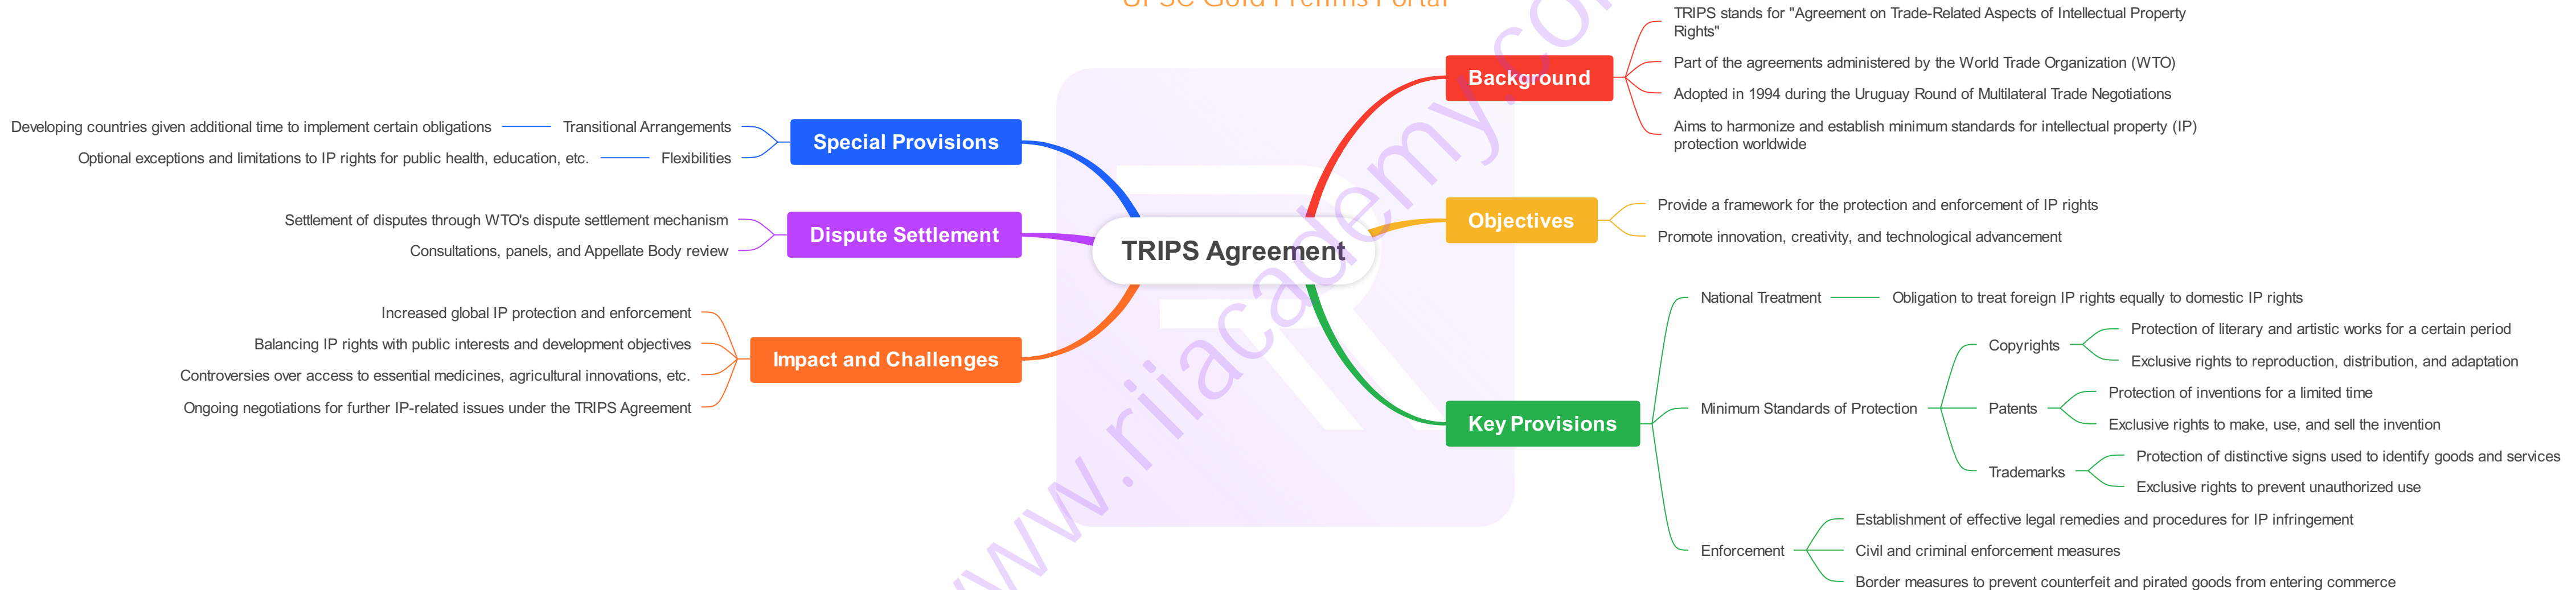 UPSC Gold Prelims Portal
TRIPS Agreement
Background
TRIPS stands for "Agreement on Trade-Related Aspects of Intellectual Property
Rights"
Part of the agreements administered by the World Trade Organization (WTO)
Adopted in 1994 during the Uruguay Round of Multilateral Trade Negotiations
Aims to harmonize and establish minimum standards for intellectual property (IP)
protection worldwide
Objectives
Provide a framework for the protection and enforcement of IP rights
Promote innovation, creativity, and technological advancement
Key Provisions
National Treatment
Obligation to treat foreign IP rights equally to domestic IP rights
Minimum Standards of Protection
Copyrights
Protection of literary and artistic works for a certain period
Exclusive rights to reproduction, distribution, and adaptation
Patents
Protection of inventions for a limited time
Exclusive rights to make, use, and sell the invention
Trademarks
Protection of distinctive signs used to identify goods and services
Exclusive rights to prevent unauthorized use
Enforcement
Establishment of effective legal remedies and procedures for IP infringement
Civil and criminal enforcement measures
Border measures to prevent counterfeit and pirated goods from entering commerce
Special Provisions
Transitional Arrangements
Developing countries given additional time to implement certain obligations
Flexibilities
Optional exceptions and limitations to IP rights for public health, education, etc.
Dispute Settlement
Settlement of disputes through WTO's dispute settlement mechanism
Consultations, panels, and Appellate Body review
Impact and Challenges
Increased global IP protection and enforcement
Balancing IP rights with public interests and development objectives
Controversies over access to essential medicines, agricultural innovations, etc.
Ongoing negotiations for further IP-related issues under the TRIPS Agreement